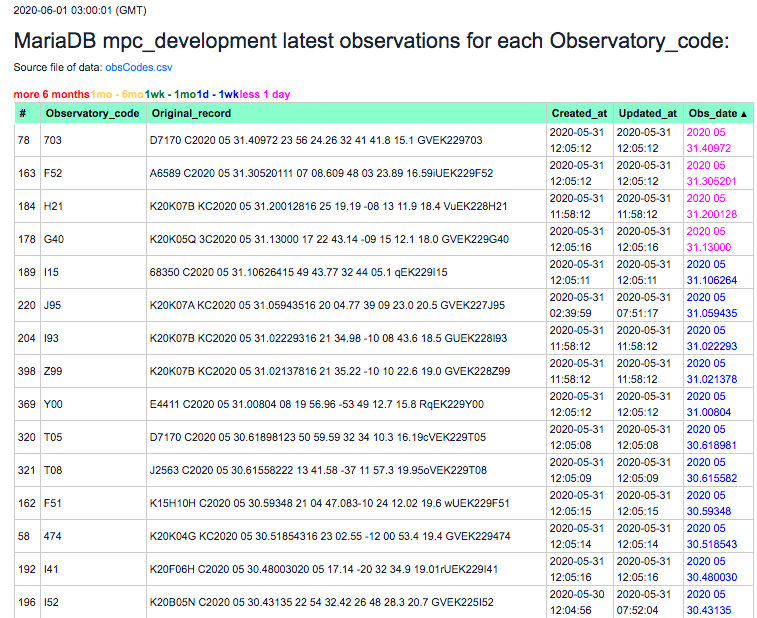 2020-06-01 03:00:01 (GMT)
MariaDB mpc_development latest observations for each Observatory_code:
Source file of data: obsCodes.csv
more 6 months1mo - 6mo1wk - 1mo1d - 1wkless 1 day
# Observatory_code Original_record Created_at Updated_at Obs_date ▲
78 703 D7170 C2020 05 31.40972 23 56 24.26 32 41 41.8 15.1 GVEK229703 2020-05-31 2020-05-31 2020 05
12:05:12 12:05:12 31.40972
163 F52 A6589 C2020 05 31.30520111 07 08.609 48 03 23.89 16.59iUEK229F52 2020-05-31 2020-05-31 2020 05
12:05:12 12:05:12 31.305201
184 H21 K20K07B KC2020 05 31.20012816 25 19.19 -08 13 11.9 18.4 VuEK228H21 2020-05-31 2020-05-31 2020 05
11:58:12 11:58:12 31.200128
178 G40 K20K05Q 3C2020 05 31.13000 17 22 43.14 -09 15 12.1 18.0 GVEK229G40 2020-05-31 2020-05-31 2020 05
12:05:16 12:05:16 31.13000
189 I15 68350 C2020 05 31.10626415 49 43.77 32 44 05.1 qEK229I15 2020-05-31 2020-05-31 2020 05
12:05:11 12:05:11 31.106264
220 J95 K20K07A KC2020 05 31.05943516 20 04.77 39 09 23.0 20.5 GVEK227J95 2020-05-31 2020-05-31 2020 05
02:39:59 07:51:17 31.059435
204 I93 K20K07B KC2020 05 31.02229316 21 34.98 -10 08 43.6 18.5 GUEK228I93 2020-05-31 2020-05-31 2020 05
11:58:12 11:58:12 31.022293
398 Z99 K20K07B KC2020 05 31.02137816 21 35.22 -10 10 22.6 19.0 GVEK228Z99 2020-05-31 2020-05-31 2020 05
11:58:12 11:58:12 31.021378
369 Y00 E4411 C2020 05 31.00804 08 19 56.96 -53 49 12.7 15.8 RqEK229Y00 2020-05-31 2020-05-31 2020 05
12:05:12 12:05:12 31.00804
320 T05 D7170 C2020 05 30.61898123 50 59.59 32 34 10.3 16.19cVEK229T05 2020-05-31 2020-05-31 2020 05
12:05:08 12:05:08 30.618981
321 T08 J2563 C2020 05 30.61558222 13 41.58 -37 11 57.3 19.95oVEK229T08 2020-05-31 2020-05-31 2020 05
12:05:09 12:05:09 30.615582
162 F51 K15H10H C2020 05 30.59348 21 04 47.083-10 24 12.02 19.6 wUEK229F51 2020-05-31 2020-05-31 2020 05
12:05:15 12:05:15 30.59348
58 474 K20K04G KC2020 05 30.51854316 23 02.55 -12 00 53.4 19.4 GVEK229474 2020-05-31 2020-05-31 2020 05
12:05:14 12:05:14 30.518543
192 I41 K20F06H C2020 05 30.48003020 05 17.14 -20 32 34.9 19.01rUEK229I41 2020-05-31 2020-05-31 2020 05
12:05:16 12:05:16 30.480030
196 I52 K20B05N C2020 05 30.43135 22 54 32.42 26 48 28.3 20.7 GVEK225I52 2020-05-30 2020-05-31 2020 05
12:04:56 07:52:04 30.43135